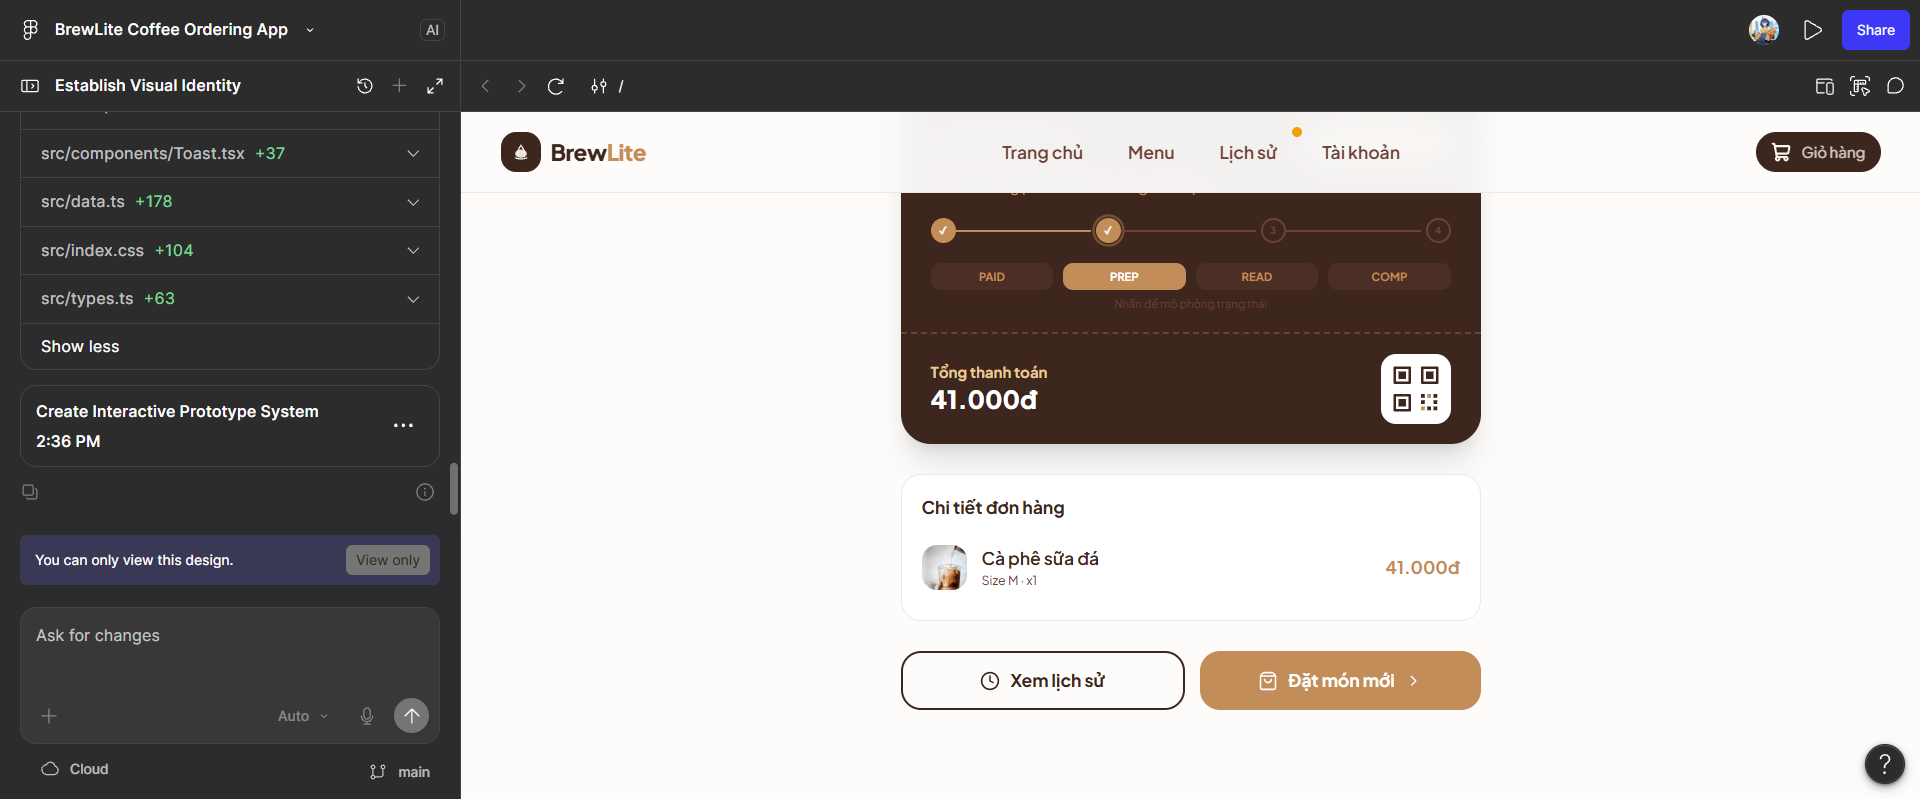 BrewLite Coffee Ordering App
AI
Share
Establish Visual Identity
/
src/components/Toast.tsx +37
src/data.ts +178
src/index.css +104
src/types.ts +63
Show less
Create Interactive Prototype System
2:36 PM
You can only view this design.
View only
Ask for changes
Auto
Cloud
main
BrewLite
Trang chủ
Menu
Lịch sử
Tài khoản
Giỏ hàng
3
4
PAID
PREP
READ
COMP
Nhấn để mô phỏng trạng thái
Tổng thanh toán
41.000đ
Chi tiết đơn hàng
Cà phê sữa đá
Size M · x1
41.000đ
Xem lịch sử
Đặt món mới
?